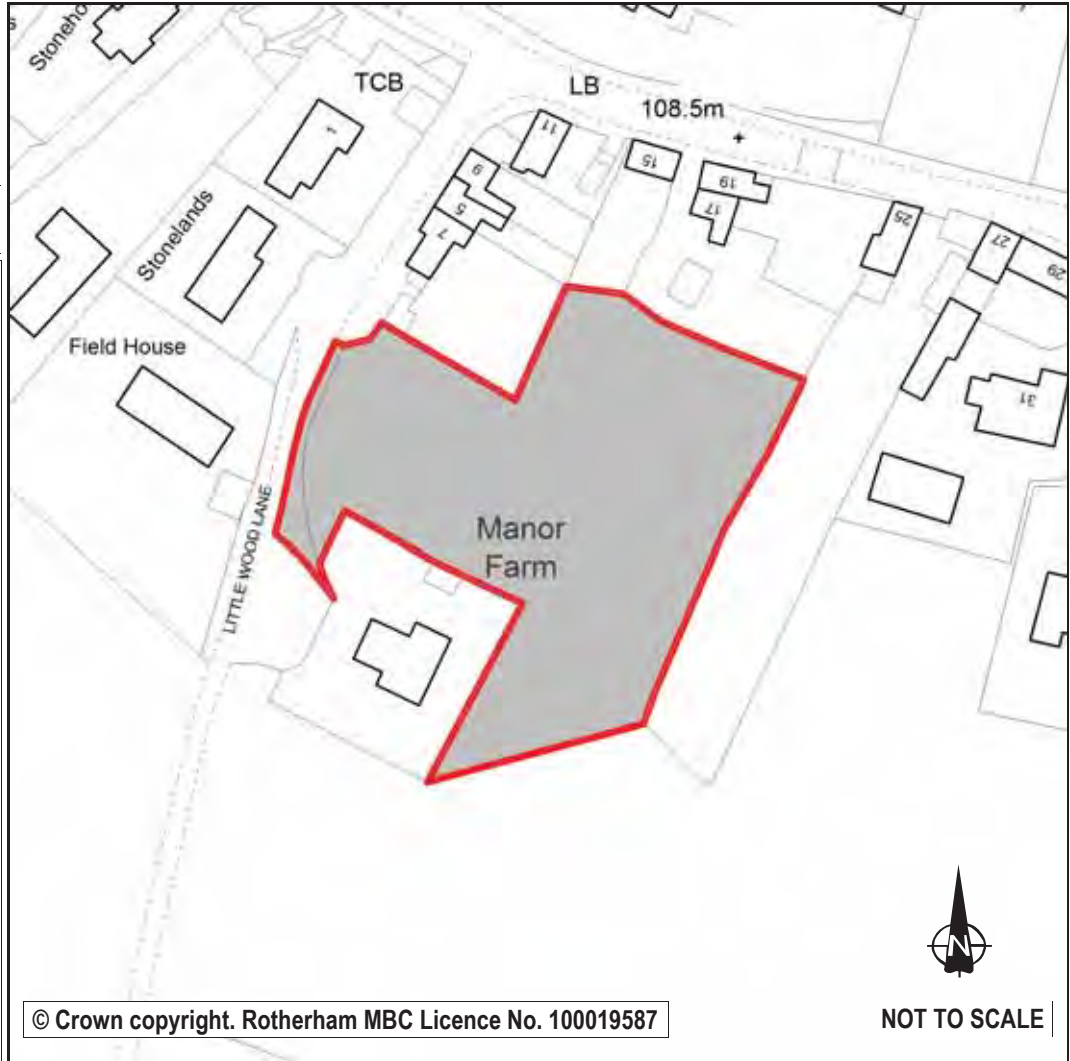 Stoneho
TCB
LB
108.5m
1
11
15
19
17
9
5
7
25
27
29
Stonelands
Field House
31
LITTLE WOOD LANE
Manor
Farm
N
© Crown copyright. Rotherham MBC Licence No. 100019587
NOT TO SCALE